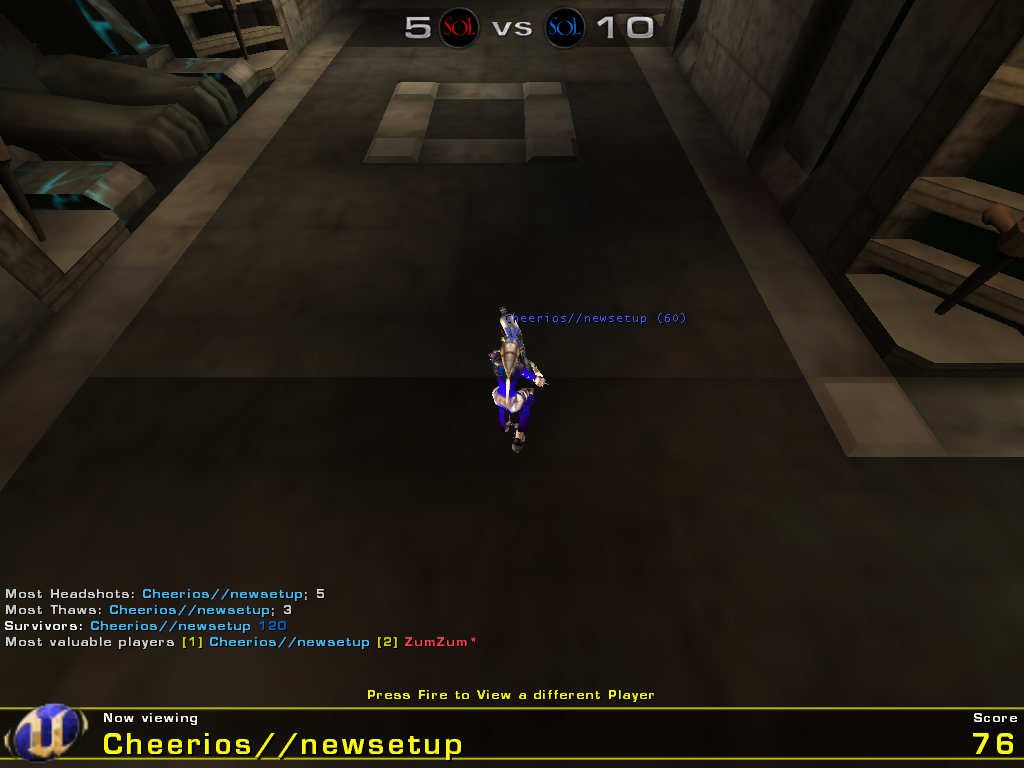 5 SOL vs SOL 10
Cheerios//newsetup (60)
Most Headshots: Cheerios//newsetup; 5
Most Thaws: Cheerios//newsetup; 3
Survivors: Cheerios//newsetup 120
Most valuable players [1] Cheerios//newsetup [2] ZumZum*
Press Fire to View a different Player
Now viewing
Score
Cheerios//newsetup
76